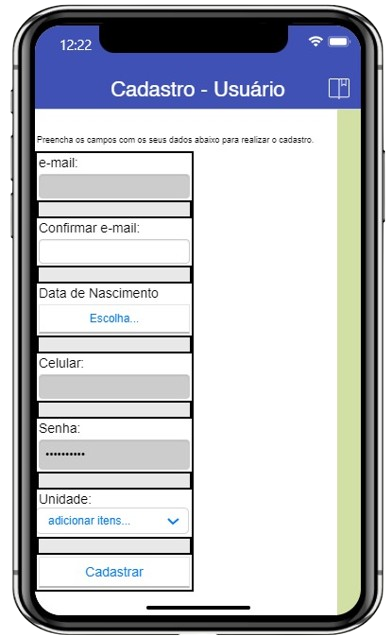 12:22
Cadastro - Usuário
Preencha os campos com os seus dados abaixo para realizar o cadastro.
e-mail:
Confirmar e-mail:
Data de Nascimento
Escolha...
Celular:
Senha:
••••••••••
Unidade:
adicionar itens...
Cadastrar